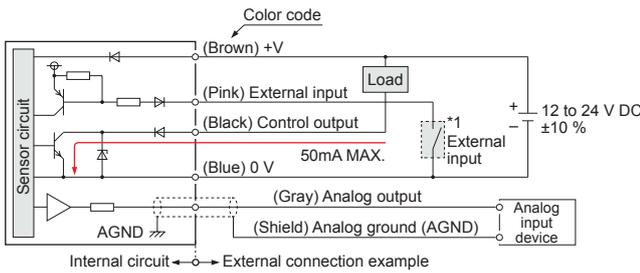 Color code
(Brown) +V
Load
(Pink) External input
Sensor circuit
(Black) Control output
*1
External
input
+
−
12 to 24 V DC
±10 %
50mA MAX.
(Blue) 0 V
(Gray) Analog output
(Shield) Analog ground (AGND)
AGND
Analog
input
device
Internal circuit
External connection example